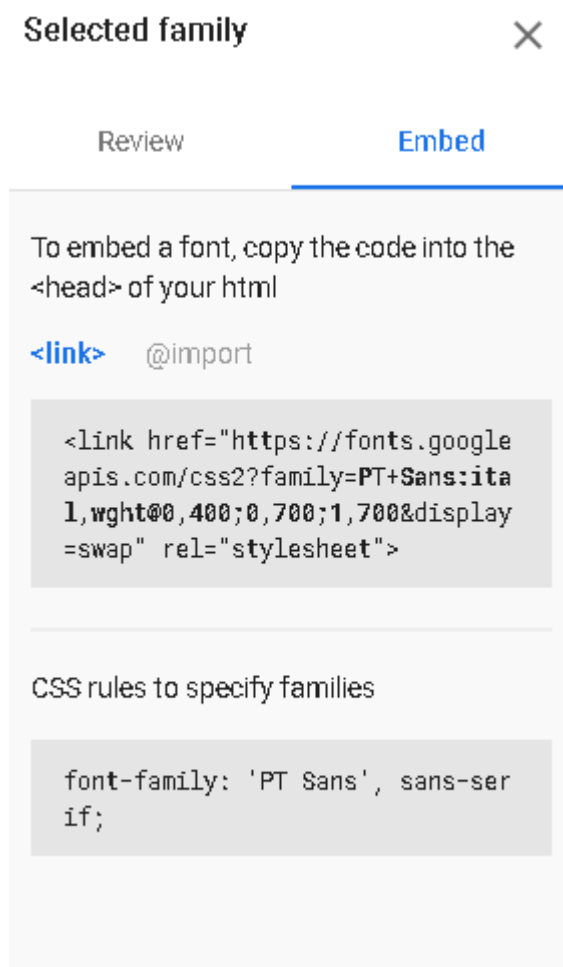 Selected family
Review Embed
To embed a font, copy the code into the
<head> of your html
<link> @import
<link href="https://fonts.google
apis.com/css2?family=PT+Sans:ita
l,wght@0,400;0,700;1,700&display
=swap" rel="stylesheet">
CSS rules to specify families
font-family: 'PT Sans', sans-ser
if;